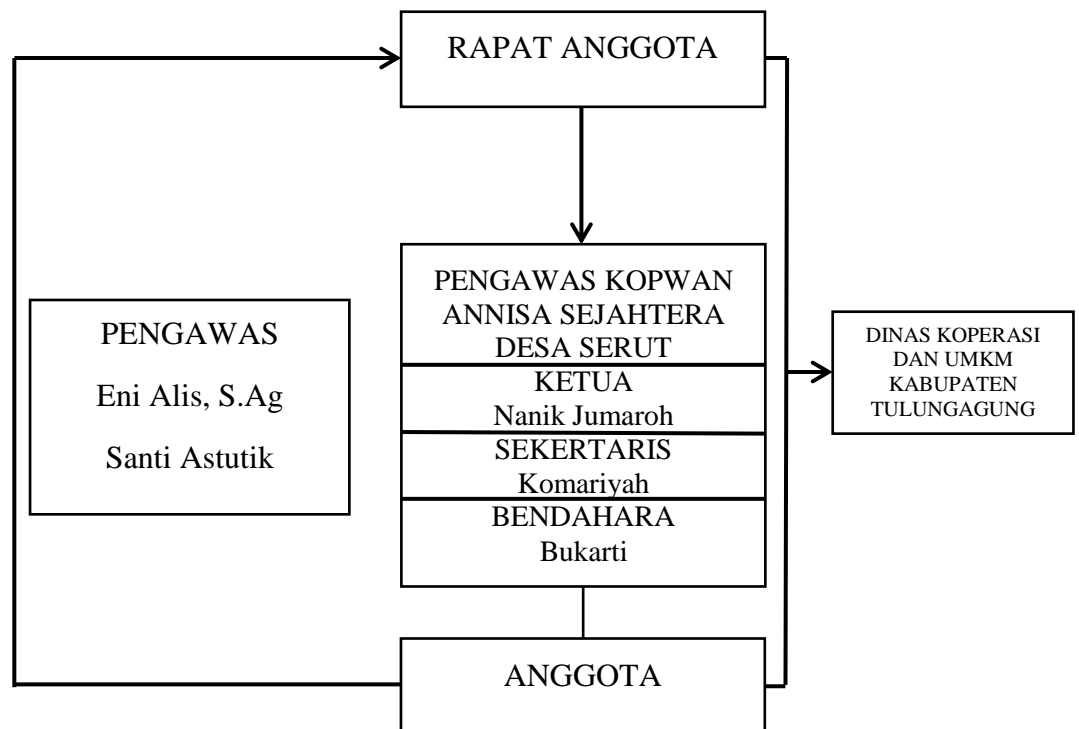 RAPAT ANGGOTA
PENGAWAS KOPWAN
ANNISA SEJAHTERA
DESA SERUT
KETUA
Nanik Jumaroh
SEKERTARIS
Komariyah
BENDAHARA
Bukarti
PENGAWAS
Eni Alis, S.Ag
Santi Astutik
DINAS KOPERASI
DAN UMKM
KABUPATEN
TULUNGAGUNG
ANGGOTA